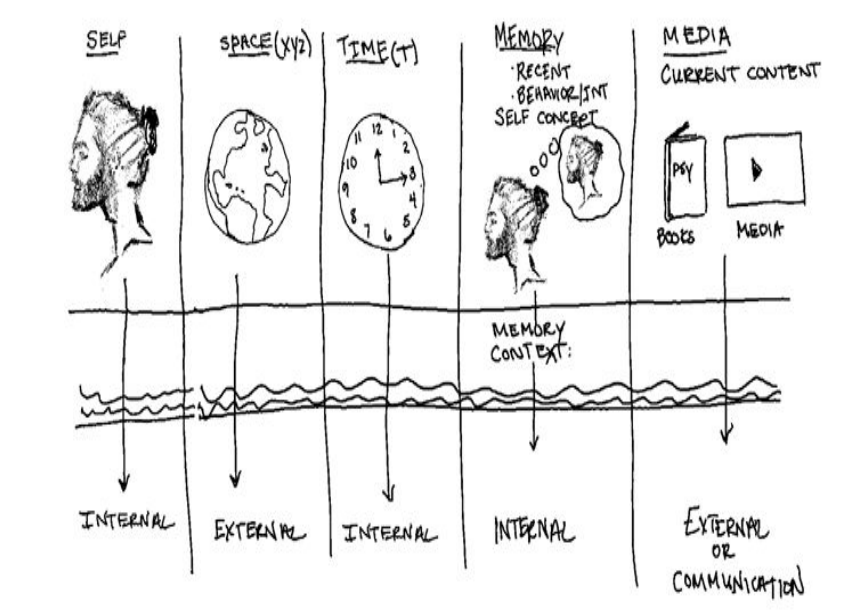 SELF
SPACE(XYZ)
TIME(T)
MEMORY
·RECENT
·BEHAVIOR/INT
SELF CONCEPT
MEDIA
CURRENT CONTENT
12
1
2
3
4
5
6
7
8
9
10
11
PSY
BOOKS
MEDIA
MEMORY
CONTEXT:
INTERNAL
EXTERNAL
INTERNAL
INTERNAL
EXTERNAL
OR
COMMUNICATION